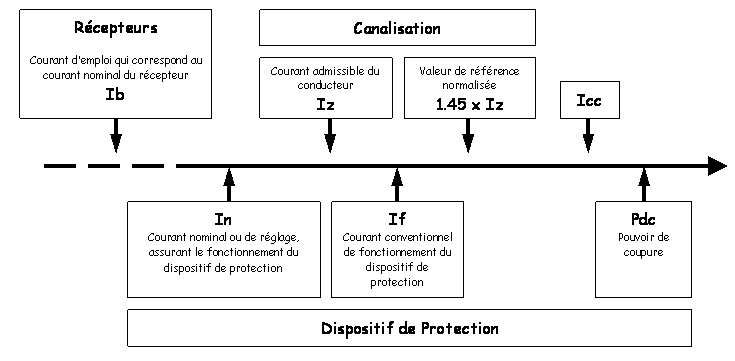 Récepteurs
Courant d'emploi qui correspond au
courant nominal du récepteur
Ib
Canalisation
Courant admissible du
conducteur
Iz
Valeur de référence
normalisée
1.45 x Iz
Icc
In
Courant nominal ou de réglage,
assurant le fonctionnement du
dispositif de protection
If
Courant conventionnel
de fonctionnement du
dispositif de
protection
Pdc
Pouvoir de
coupure
Dispositif de Protection